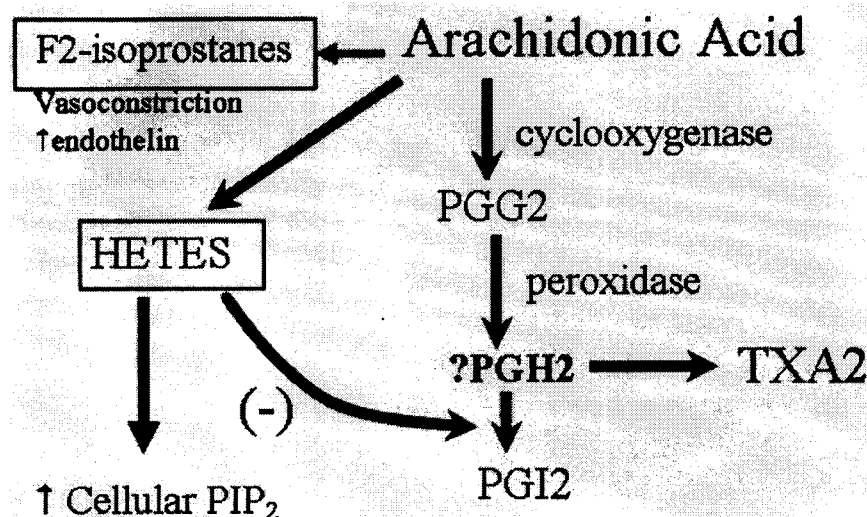 F2-isoprostanes
Arachidonic Acid
Vasoconstriction
↑endothelin
cyclooxygenase
PGG2
HETES
peroxidase
?PGH2
TXA2
(-)
PGI2
↑ Cellular PIP₂